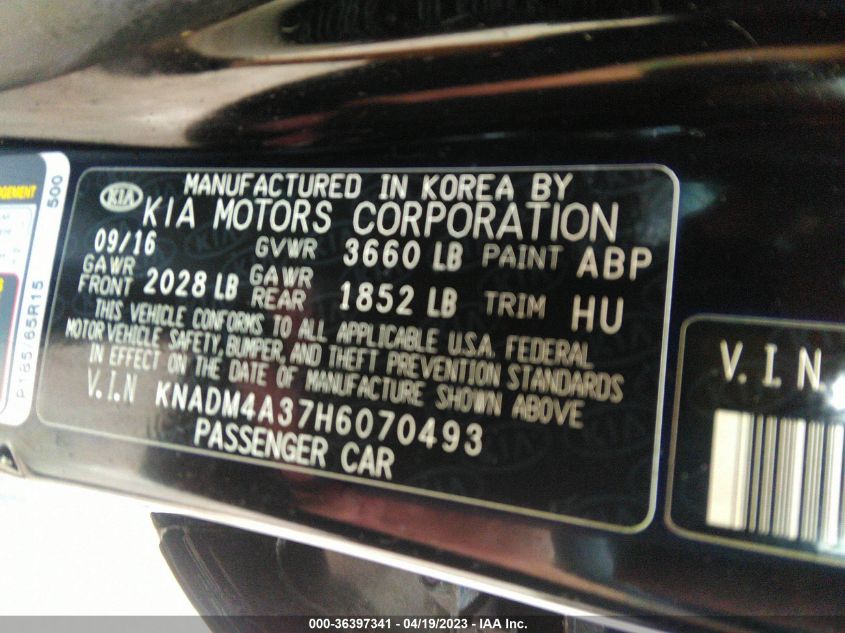 KIA
MANUFACTURED IN KOREA BY
KIA MOTORS CORPORATION
09/16 GVWR 3660 LB PAINT ABP
GAWR FRONT 2028 LB GAWR REAR 1852 LB TRIM HU
THIS VEHICLE CONFORMS TO ALL APPLICABLE U.S.A. FEDERAL
MOTOR VEHICLE SAFETY, BUMPER, AND THEFT PREVENTION STANDARDS
IN EFFECT ON THE DATE OF MANUFACTURE SHOWN ABOVE
V.I.N KNADM4A37H6070493
PASSENGER CAR
V.I.N.
500
P185/65R15
000-36397341 - 04/19/2023 - IAA Inc.